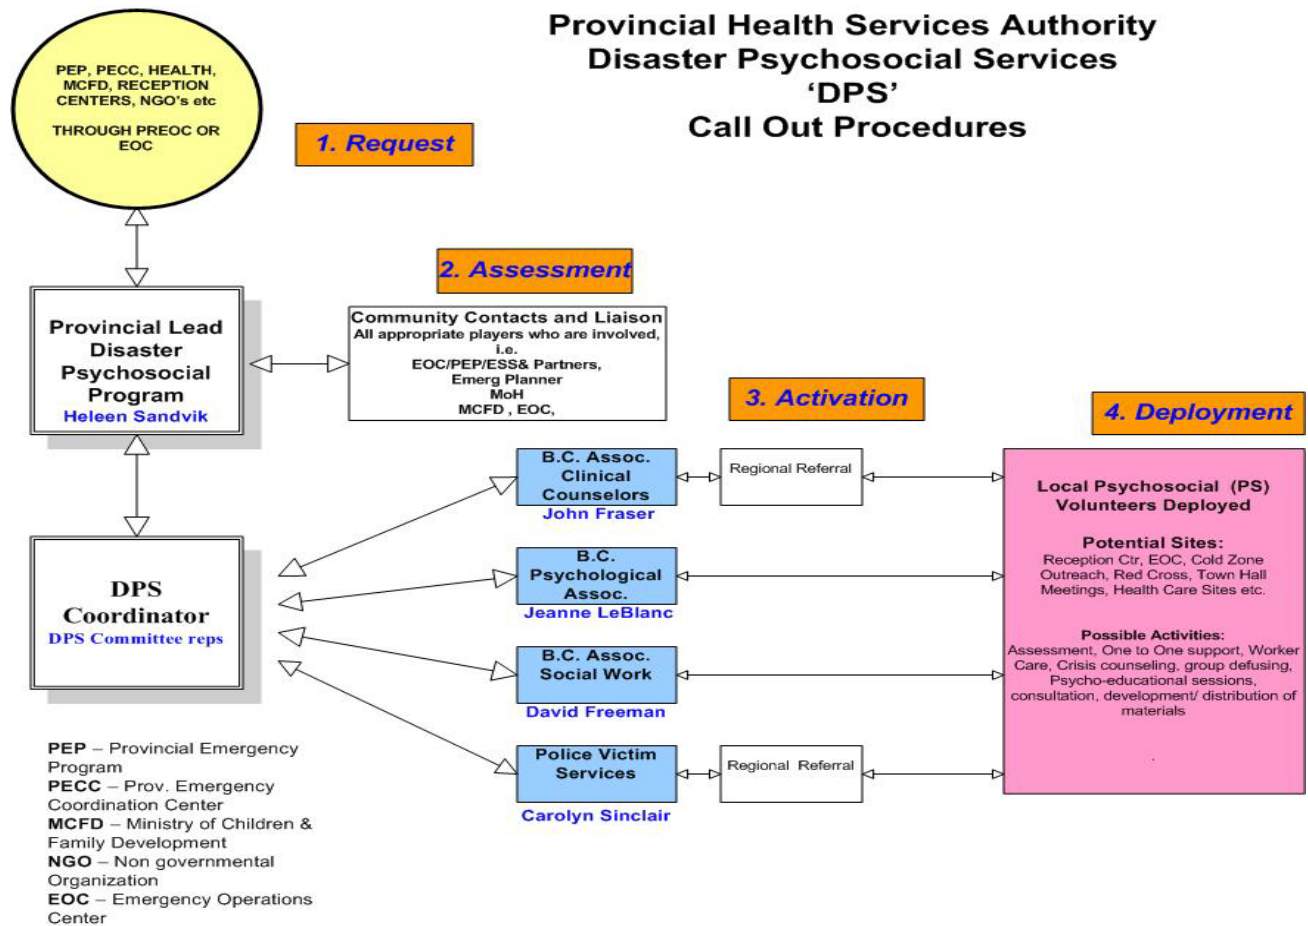 Provincial Health Services Authority
Disaster Psychosocial Services
‘DPS’
Call Out Procedures
PEP, PECC, HEALTH,
MCFD, RECEPTION
CENTERS, NGO's etc
THROUGH PREOC OR
EOC
1. Request
2. Assessment
Provincial Lead
Disaster
Psychosocial
Program
Heleen Sandvik
Community Contacts and Liaison
All appropriate players who are involved,
i.e.
EOC/PEP/ESS& Partners,
Emerg Planner
MoH
MCFD , EOC,
3. Activation
4. Deployment
DPS
Coordinator
DPS Committee reps
B.C. Assoc.
Clinical
Counselors
John Fraser
Regional Referral
B.C.
Psychological
Assoc.
Jeanne LeBlanc
B.C. Assoc.
Social Work
David Freeman
Police Victim
Services
Carolyn Sinclair
Regional Referral
Local Psychosocial (PS)
Volunteers Deployed
Potential Sites:
Reception Ctr, EOC, Cold Zone
Outreach, Red Cross, Town Hall
Meetings, Health Care Sites etc.
Possible Activities:
Assessment, One to One support, Worker
Care, Crisis counseling, group defusing,
Psycho-educational sessions,
consultation, development/ distribution of
materials
.
PEP – Provincial Emergency
Program
PECC – Prov. Emergency
Coordination Center
MCFD – Ministry of Children &
Family Development
NGO – Non governmental
Organization
EOC – Emergency Operations
Center